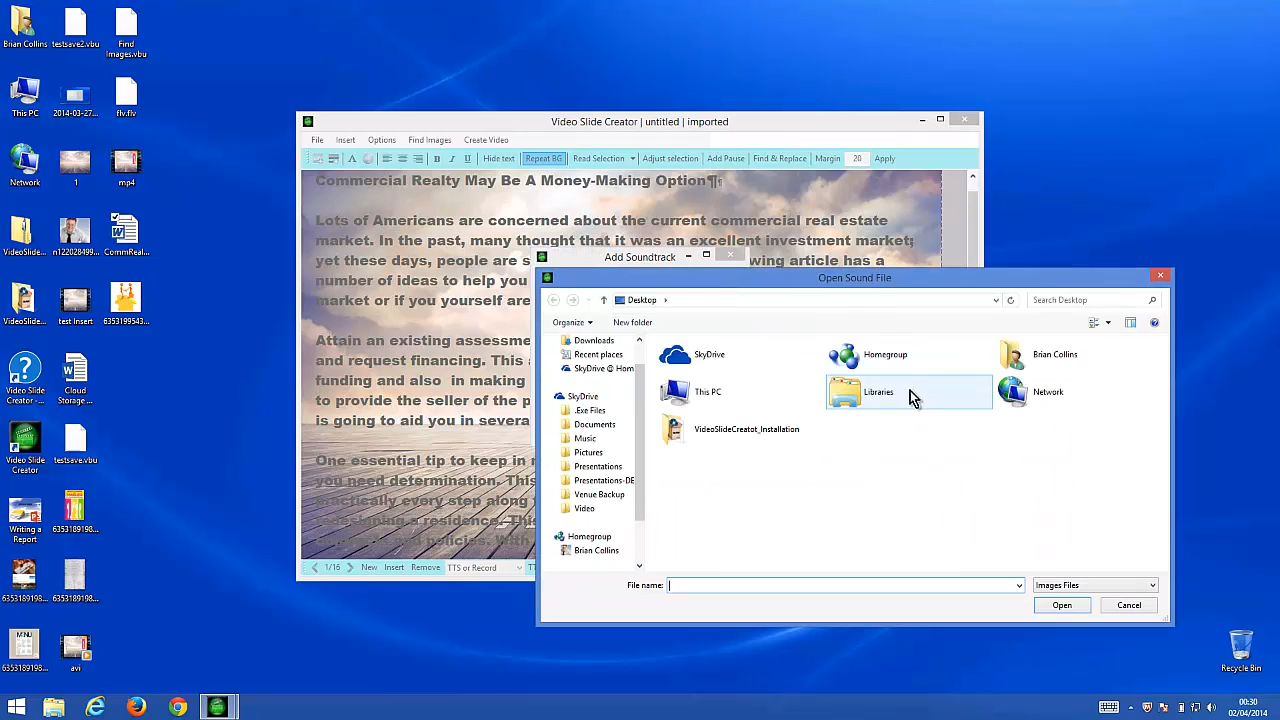 Brian Collins
testsave2.vbu
Find
Images.vbu
This PC
2014-03-27...
flv.flv
Network
1
mp4
VideoSlide...
n122028499...
CommReal...
VideoSlide...
test Insert
6353199543...
Video Slide
Creator -...
Cloud
Storage ...
Video Slide
Creator
testsave.vbu
Writing a
Report
6353189198...
6353189198...
6353189198...
MENU
6353189198...
avi
Video Slide Creator | untitled | imported
File Insert Options Find Images Create Video
A B I U Hide text Repeat BG Read Selection Adjust selection Add Pause Find & Replace Margin 20 Apply
Commercial Realty May Be A Money-Making Option¶
Lots of Americans are concerned about the current commercial real estate
market. In the past, many thought that it was an excellent investment market;
yet these days, people are s wing article has a
number of ideas to help you
market or if you yourself are
Attain an existing assessme
and request financing. This
funding and also in making
to provide the seller of the p
is going to aid you in severa
One essential tip to keep in
you need determination. This
practically every step along
redesigning a residence. This
and policies. With
1/16 New Insert Remove TTS or Record TT
Add Soundtrack
Open Sound File
Desktop
Search Desktop
Organize New folder
Downloads
Recent places
SkyDrive @ Hom
SkyDrive
.Exe Files
Documents
Music
Pictures
Presentations
Presentations-DE
Venue Backup
Video
Homegroup
Brian Collins
SkyDrive Homegroup Brian Collins
This PC Libraries Network
VideoSlideCreatot_Installation
File name: Images Files
Open Cancel
Recycle Bin
00:30
02/04/2014